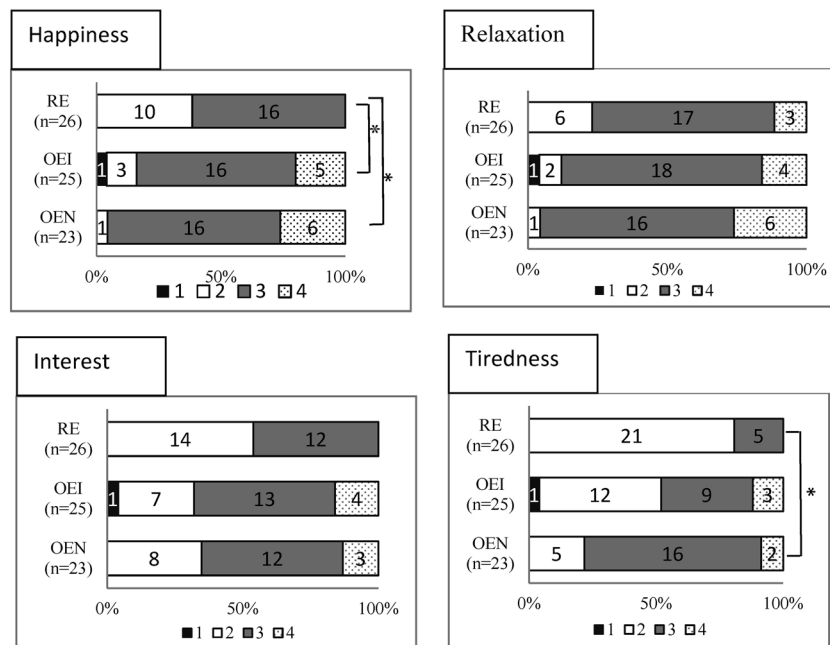 Happiness
RE
(n=26)
10
16
*
OEI
(n=25)
1
3
16
5
*
OEN
(n=23)
1
16
6
0%
50%
100%
1 2 3 4
Relaxation
RE
(n=26)
6
17
3
OEI
(n=25)
1
2
18
4
OEN
(n=23)
1
16
6
0%
50%
100%
1 2 3 4
Interest
RE
(n=26)
14
12
OEI
(n=25)
1
7
13
4
OEN
(n=23)
8
12
3
0%
50%
100%
1 2 3 4
Tiredness
RE
(n=26)
21
5
OEI
(n=25)
1
12
9
3
*
OEN
(n=23)
5
16
2
0%
50%
100%
1 2 3 4